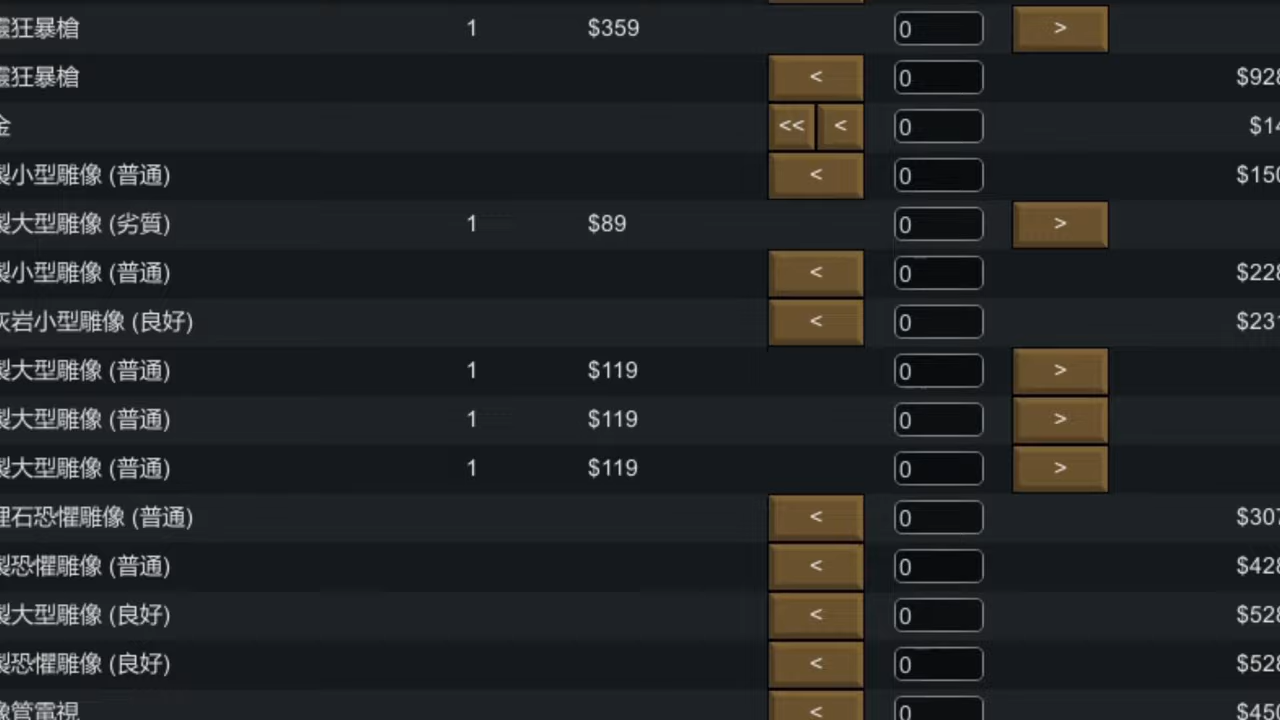 靈狂暴槍 1 $359 0 >
靈狂暴槍 < 0 $928
金 << < 0 $14
製小型雕像 (普通) < 0 $150
製大型雕像 (劣質) 1 $89 0 >
製小型雕像 (普通) < 0 $228
灰岩小型雕像 (良好) < 0 $231
製大型雕像 (普通) 1 $119 0 >
製大型雕像 (普通) 1 $119 0 >
製大型雕像 (普通) 1 $119 0 >
理石恐懼雕像 (普通) < 0 $307
製恐懼雕像 (普通) < 0 $428
製大型雕像 (良好) < 0 $528
製恐懼雕像 (良好) < 0 $528
像管電視 < 0 $450